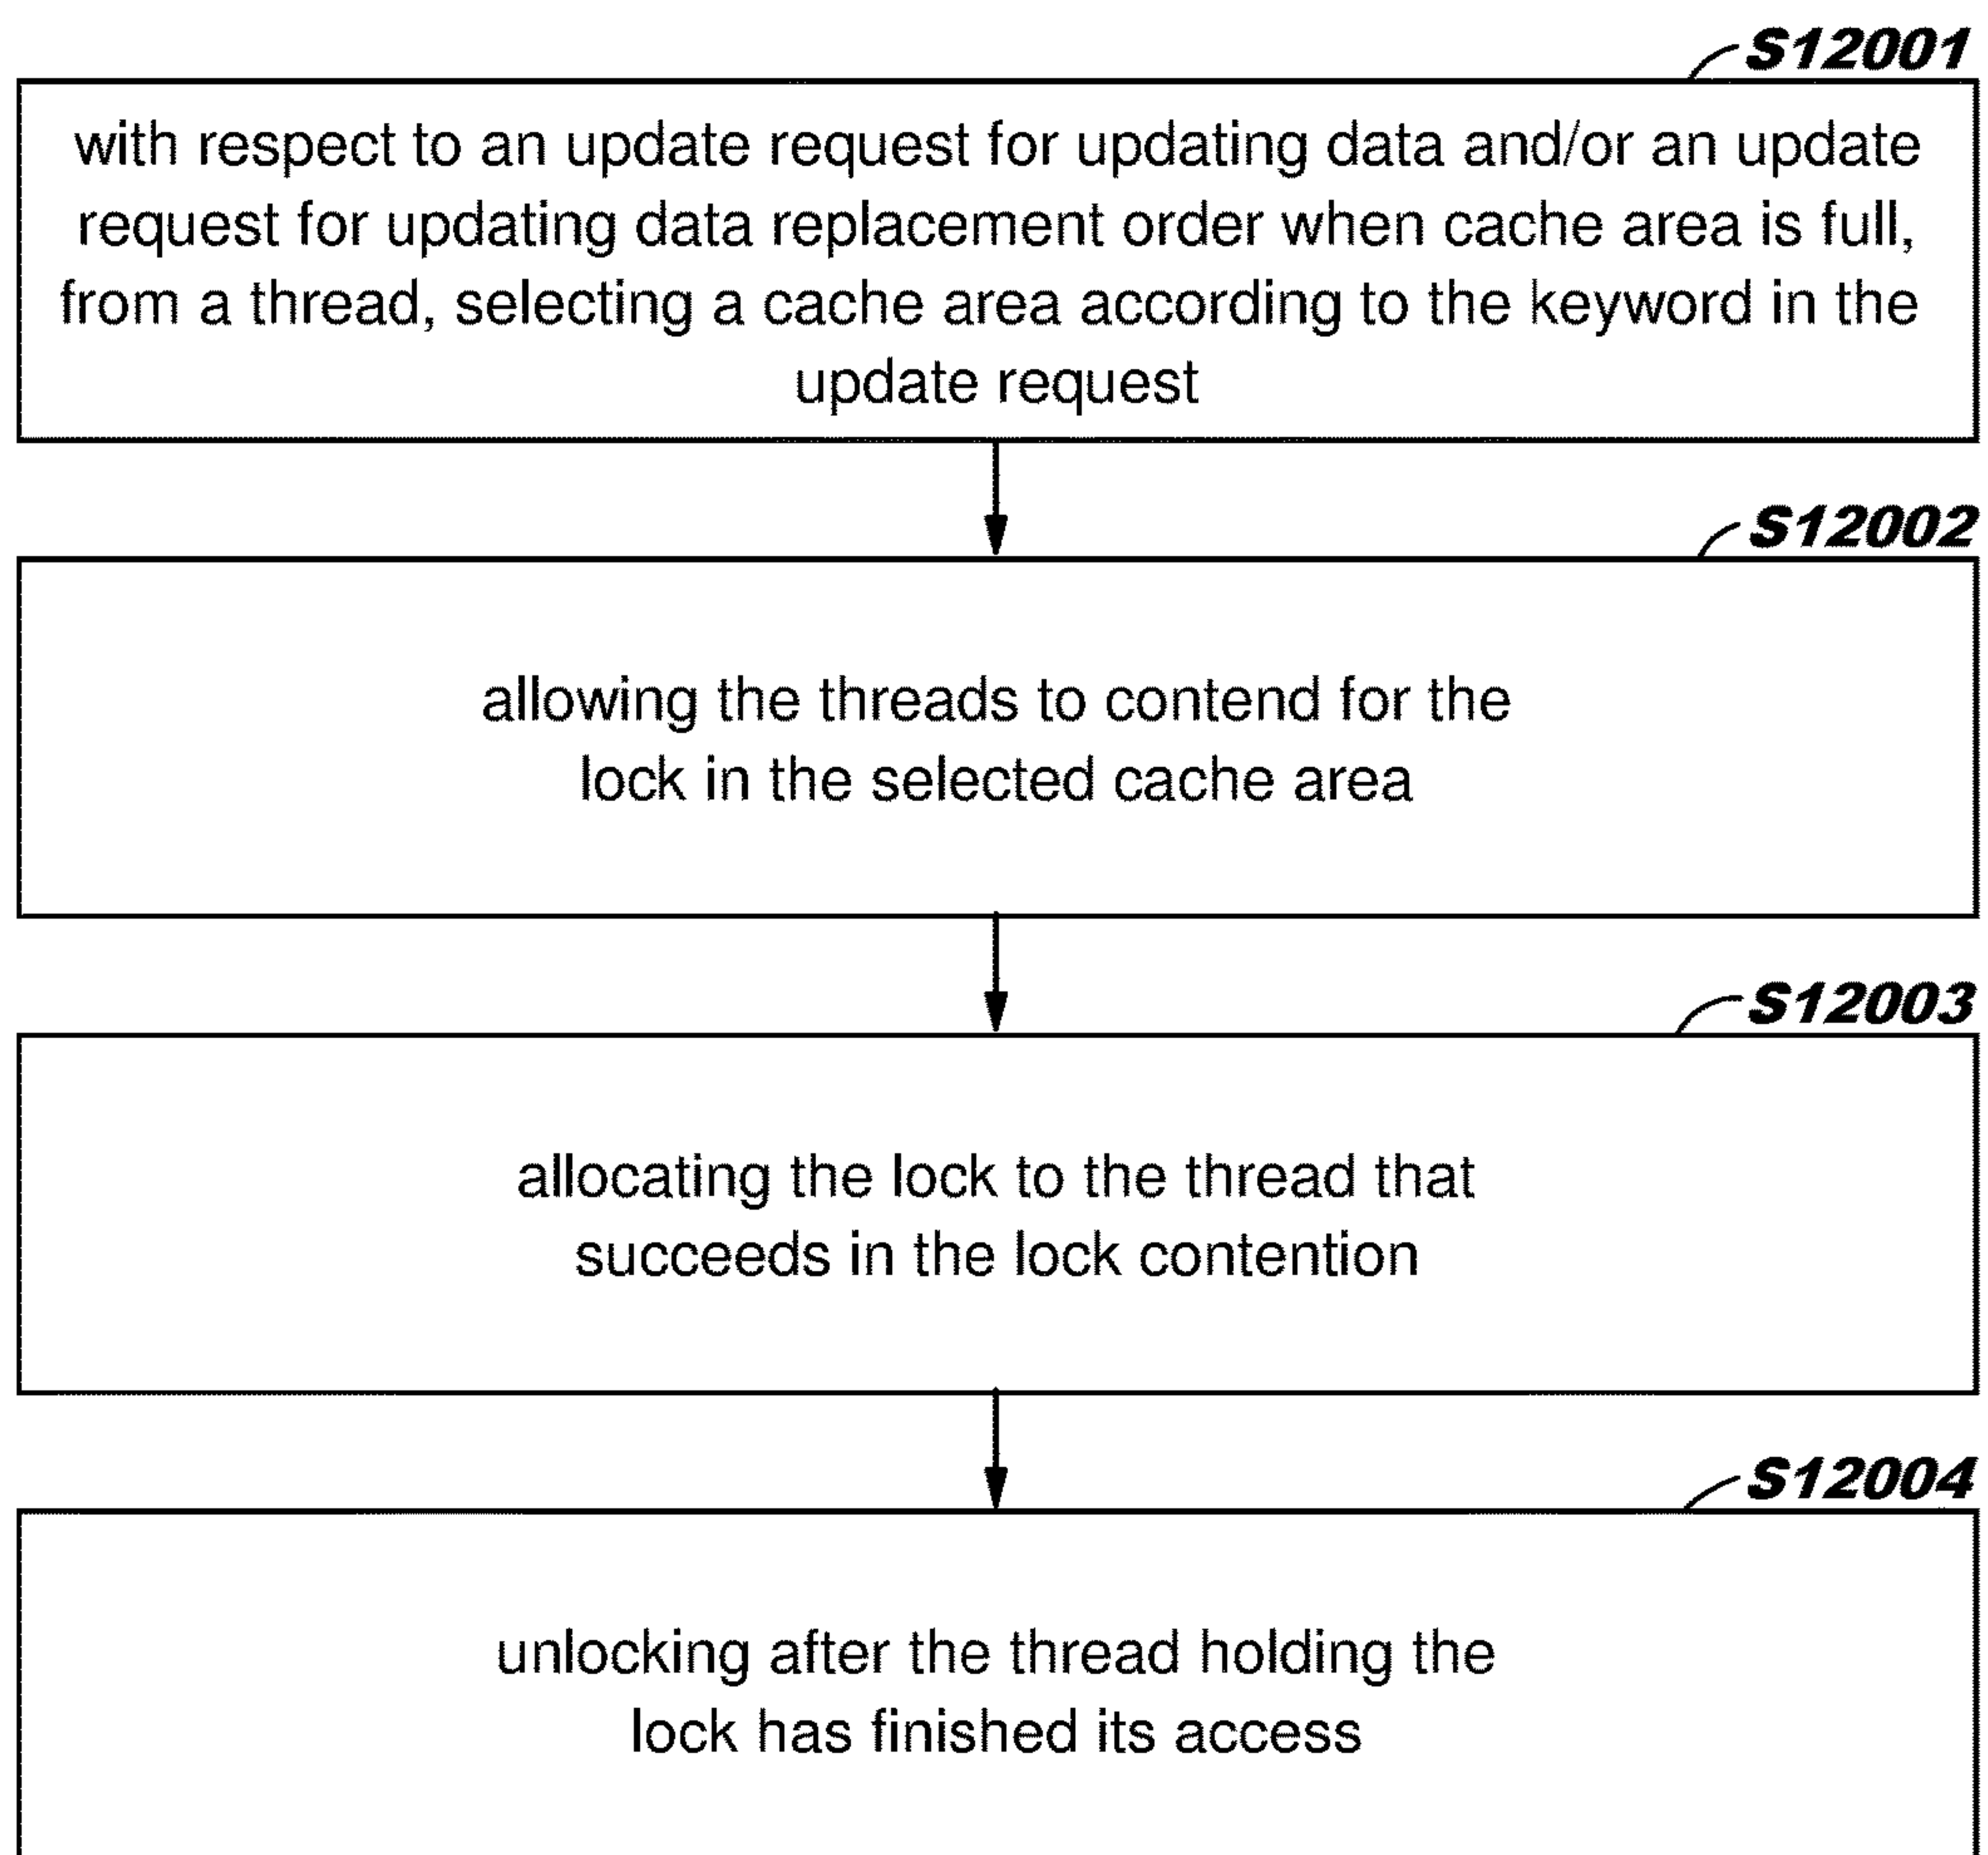 S12001
with respect to an update request for updating data and/or an update
request for updating data replacement order when cache area is full,
from a thread, selecting a cache area according to the keyword in the
update request
S12002
allowing the threads to contend for the
lock in the selected cache area
S12003
allocating the lock to the thread that
succeeds in the lock contention
S12004
unlocking after the thread holding the
lock has finished its access